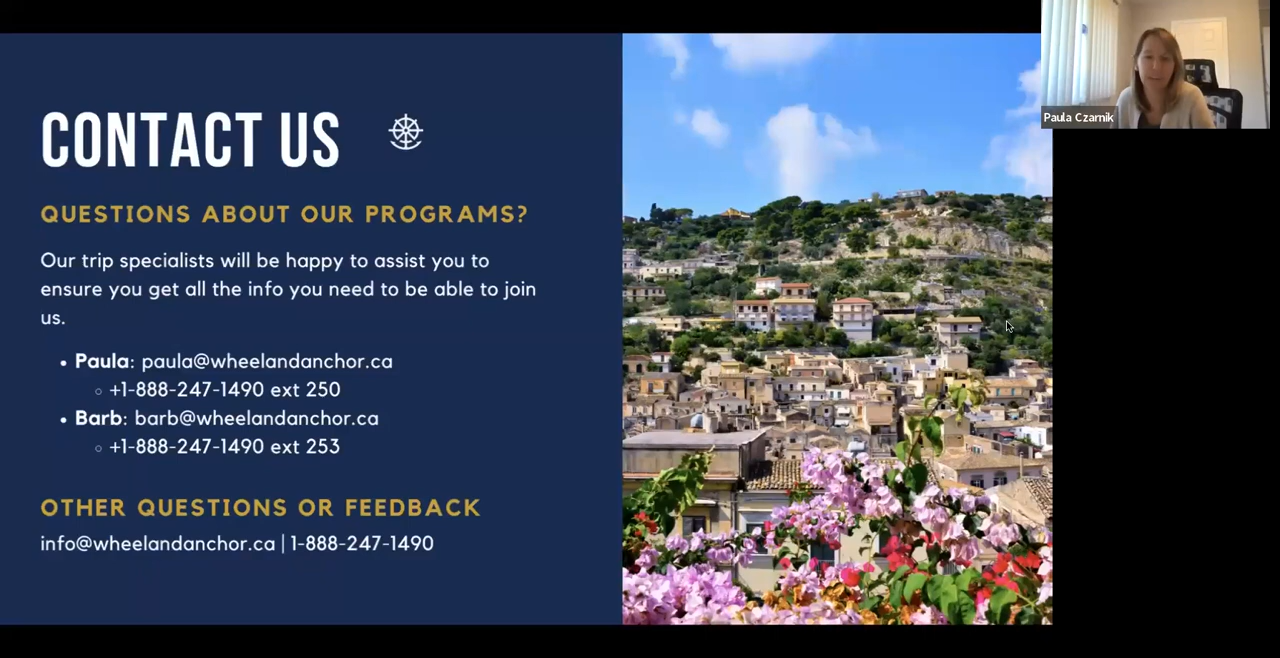 CONTACT US
QUESTIONS ABOUT OUR PROGRAMS?
Our trip specialists will be happy to assist you to
ensure you get all the info you need to be able to join
us.
• Paula: paula@wheelandanchor.ca
○ +1-888-247-1490 ext 250
• Barb: barb@wheelandanchor.ca
○ +1-888-247-1490 ext 253
OTHER QUESTIONS OR FEEDBACK
info@wheelandanchor.ca | 1-888-247-1490
Paula Czarnik